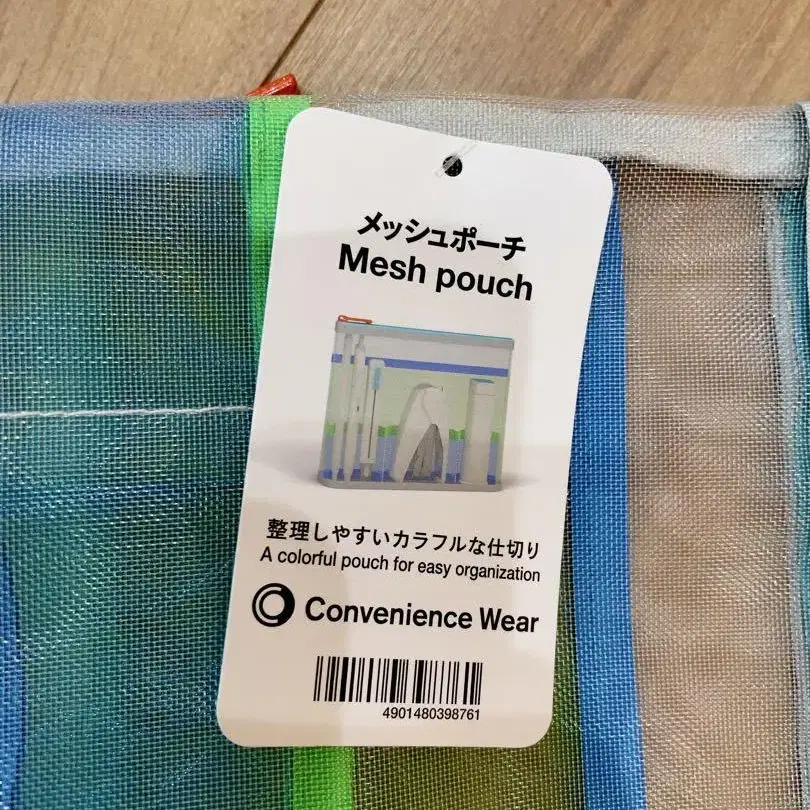 メッシュポーチ
Mesh pouch
整理しやすいカラフルな仕切り
A colorful pouch for easy organization
Convenience Wear
4901480398761